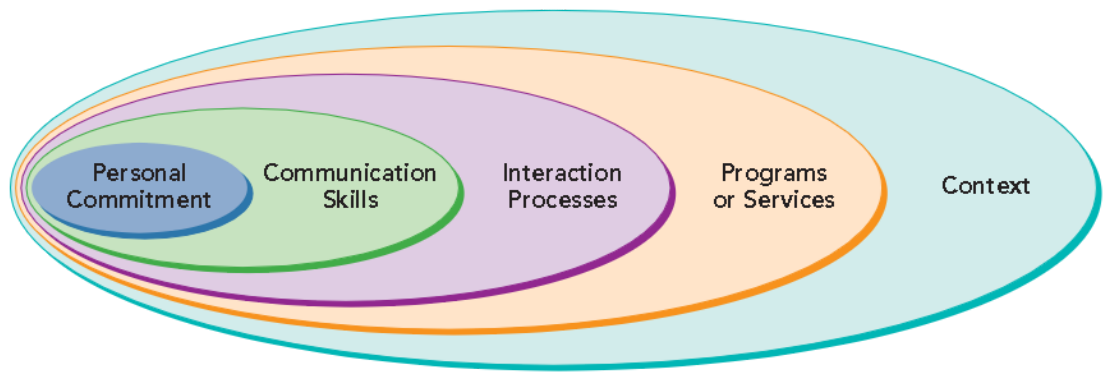 Personal
Commitment
Communication
Skills
Interaction
Processes
Programs
or Services
Context